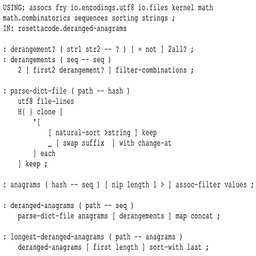 USING: assocs fry io.encodings.utf8 io.files kernel math
math.combinatorics sequences sorting strings ;
IN: rosettacode.deranged-anagrams

: derangement? ( str1 str2 -- ? ) [ = not ] 2all? ;
: derangements ( seq -- seq )
    2 [ first2 derangement? ] filter-combinations ;

: parse-dict-file ( path -- hash )
    utf8 file-lines
    H{ } clone [
        '[
            [ natural-sort >string ] keep
            _ [ swap suffix  ] with change-at
        ] each
    ] keep ;

: anagrams ( hash -- seq ) [ nip length 1 > ] assoc-filter values ;

: deranged-anagrams ( path -- seq )
    parse-dict-file anagrams [ derangements ] map concat ;

: longest-deranged-anagrams ( path -- anagrams )
    deranged-anagrams [ first length ] sort-with last ;